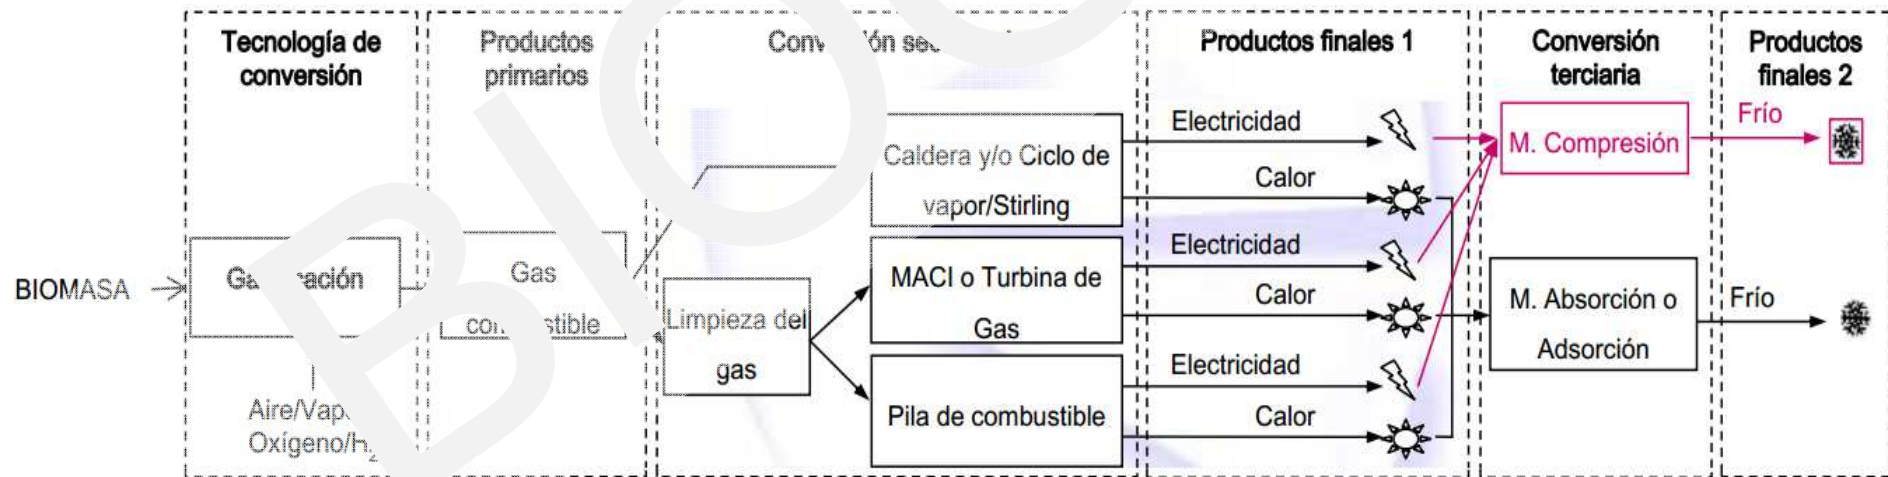 Tecnología de
conversión
Productos
primarios
Productos finales 1
Conversión
terciaria
Productos
finales 2
BIOMASA
Gas
Limpieza del
gas
Caldera y/o Ciclo de
vapor/Stirling
MACI o Turbina de
Gas
Pila de combustible
Electricidad
Calor
Electricidad
Calor
Electricidad
Calor
M. Compresión
M. Absorción o
Adsorción
Frío
Frío